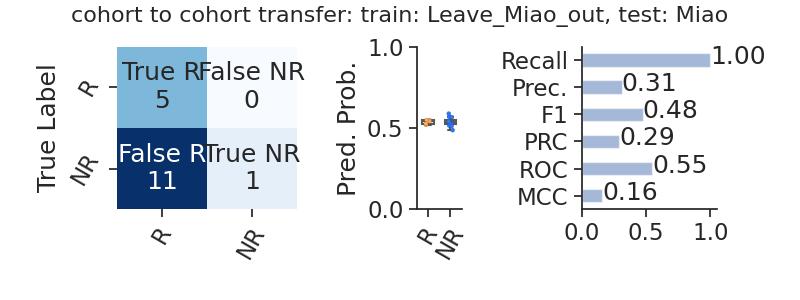 cohort to cohort transfer: train: Leave_Miao_out, test: Miao
True Label
R
NR
True R
5
False NR
0
False R
11
True NR
1
R
NR
Pred. Prob.
1.0
0.5
0.0
R
NR
Recall
1.00
Prec.
0.31
F1
0.48
PRC
0.29
ROC
0.55
MCC
0.16
0.0
0.5
1.0